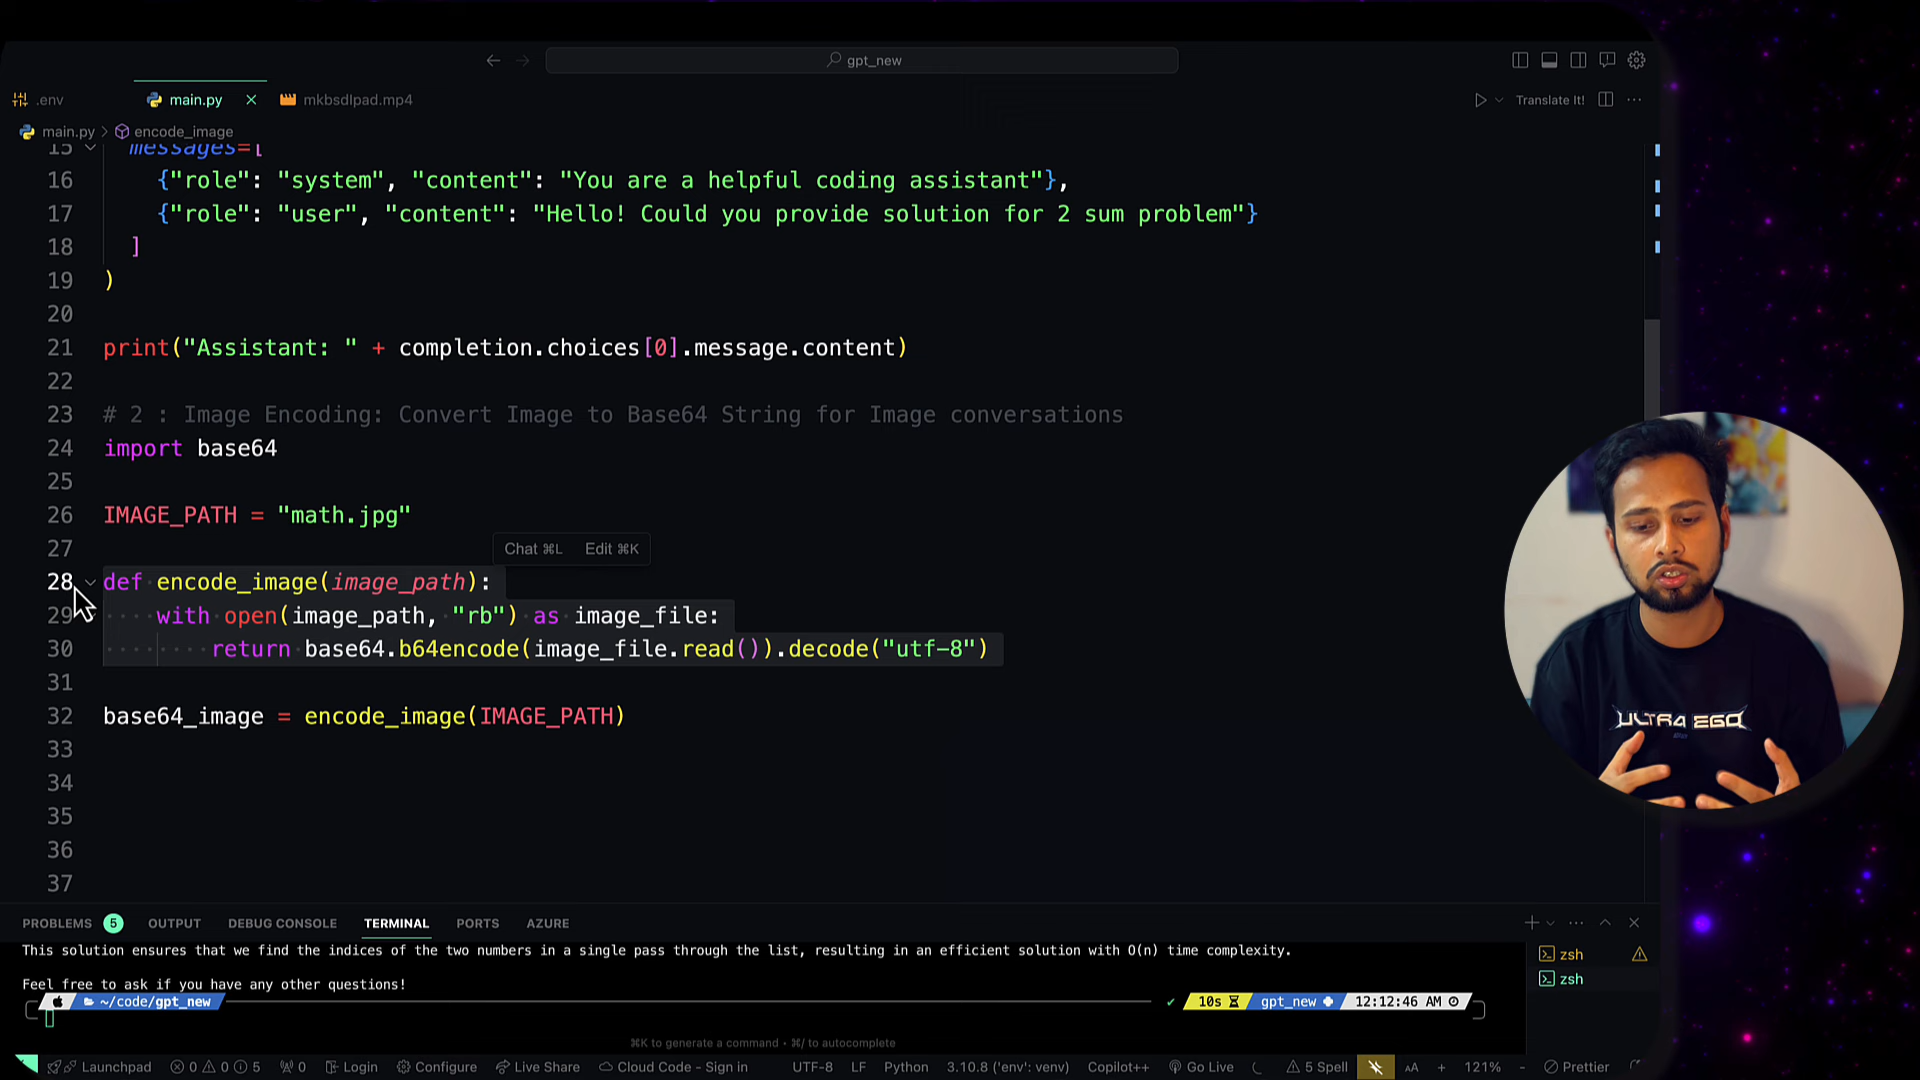 gpt_new
.env
main.py
mkbsdlpad.mp4
Translate It!
main.py > encode_image
15 messages=[
16 {"role": "system", "content": "You are a helpful coding assistant"},
17 {"role": "user", "content": "Hello! Could you provide solution for 2 sum problem"}
18 ]
19 )
20
21 print("Assistant: " + completion.choices[0].message.content)
22
23 # 2 : Image Encoding: Convert Image to Base64 String for Image conversations
24 import base64
25
26 IMAGE_PATH = "math.jpg"
27
Chat ⌘L Edit ⌘K
28 def encode_image(image_path):
29 with open(image_path, "rb") as image_file:
30 return base64.b64encode(image_file.read()).decode("utf-8")
31
32 base64_image = encode_image(IMAGE_PATH)
33
34
35
36
37
ULTRA EGO
PROBLEMS 5 OUTPUT DEBUG CONSOLE TERMINAL PORTS AZURE
This solution ensures that we find the indices of the two numbers in a single pass through the list, resulting in an efficient solution with O(n) time complexity.
Feel free to ask if you have any other questions!
~/code/gpt_new
10s gpt_new 12:12:46 AM
zsh
zsh
⌘K to generate a command • ⌘/ to autocomplete
Launchpad 0 0 5 0 Login Configure Live Share Cloud Code - Sign in UTF-8 LF Python 3.10.8 ('env': venv) Copilot++ Go Live 5 Spell AA + 121% - Prettier